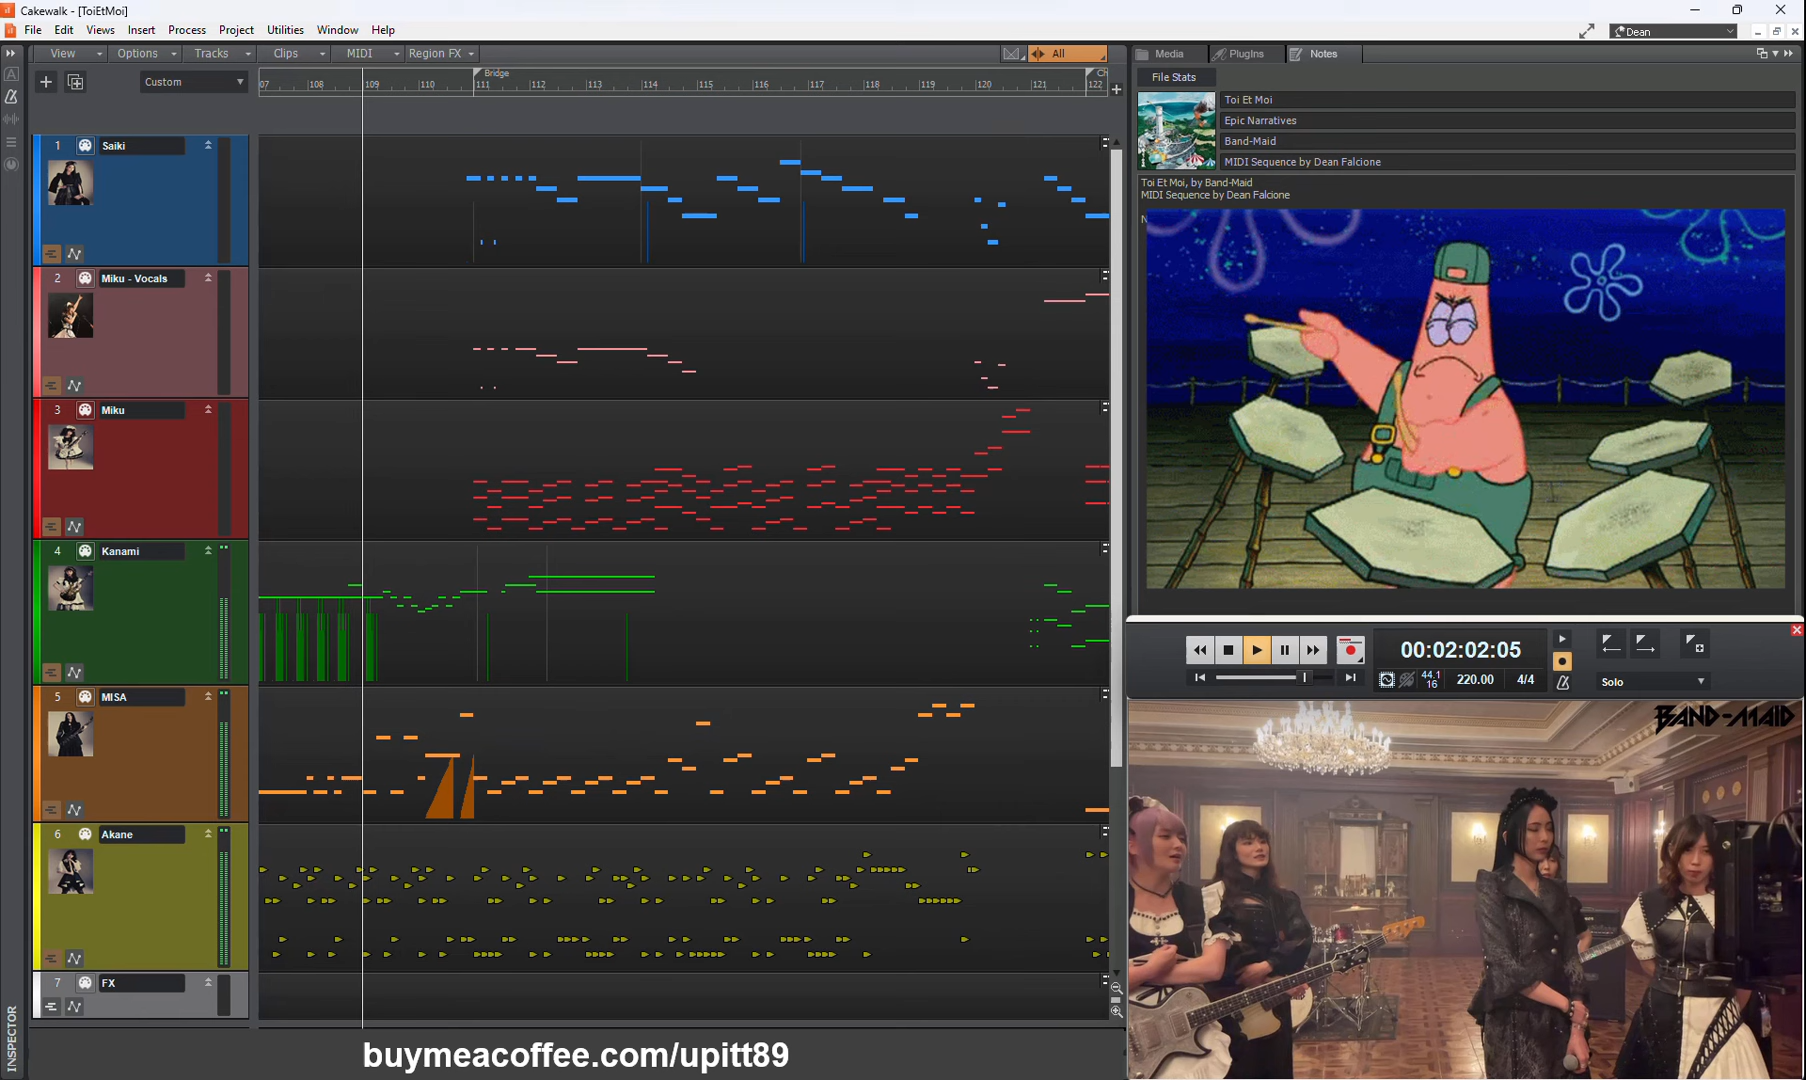 Cakewalk - [ToiEtMoi]
File Edit Views Insert Process Project Utilities Window Help
Dean
View Options Tracks Clips MIDI Region FX
All
Media PlugIns Notes
Custom
Bridge
07 108 109 110 111 112 113 114 115 116 117 118 119 120 121 122
File Stats
Toi Et Moi
Epic Narratives
Band-Maid
MIDI Sequence by Dean Falcione
Toi Et Moi, by Band-Maid
MIDI Sequence by Dean Falcione
N
1 Saiki
2 Miku - Vocals
3 Miku
4 Kanami
5 MISA
6 Akane
7 FX
00:02:02:05
44.1
16
220.00
4/4
Solo
BAND-MAID
INSPECTOR
buymeacoffee.com/upitt89